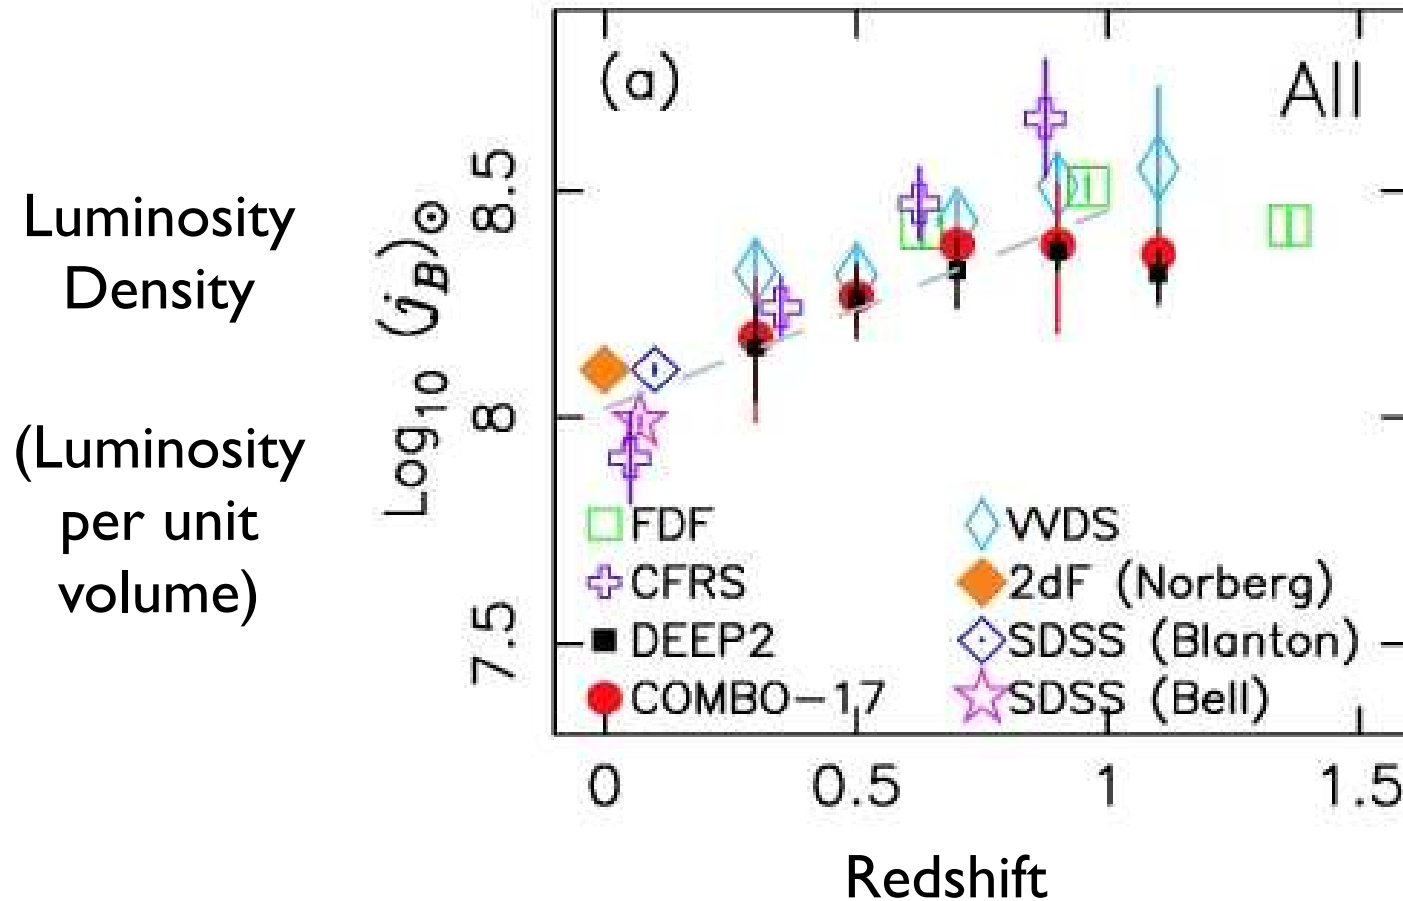 Luminosity
Density
(Luminosity
per unit
volume)
Log10 (jB)⊙
8.5
8
7.5
(a)
All
FDF
CFRS
DEEP2
COMBO-17
VVDS
2dF (Norberg)
SDSS (Blanton)
SDSS (Bell)
0
0.5
1
1.5
Redshift